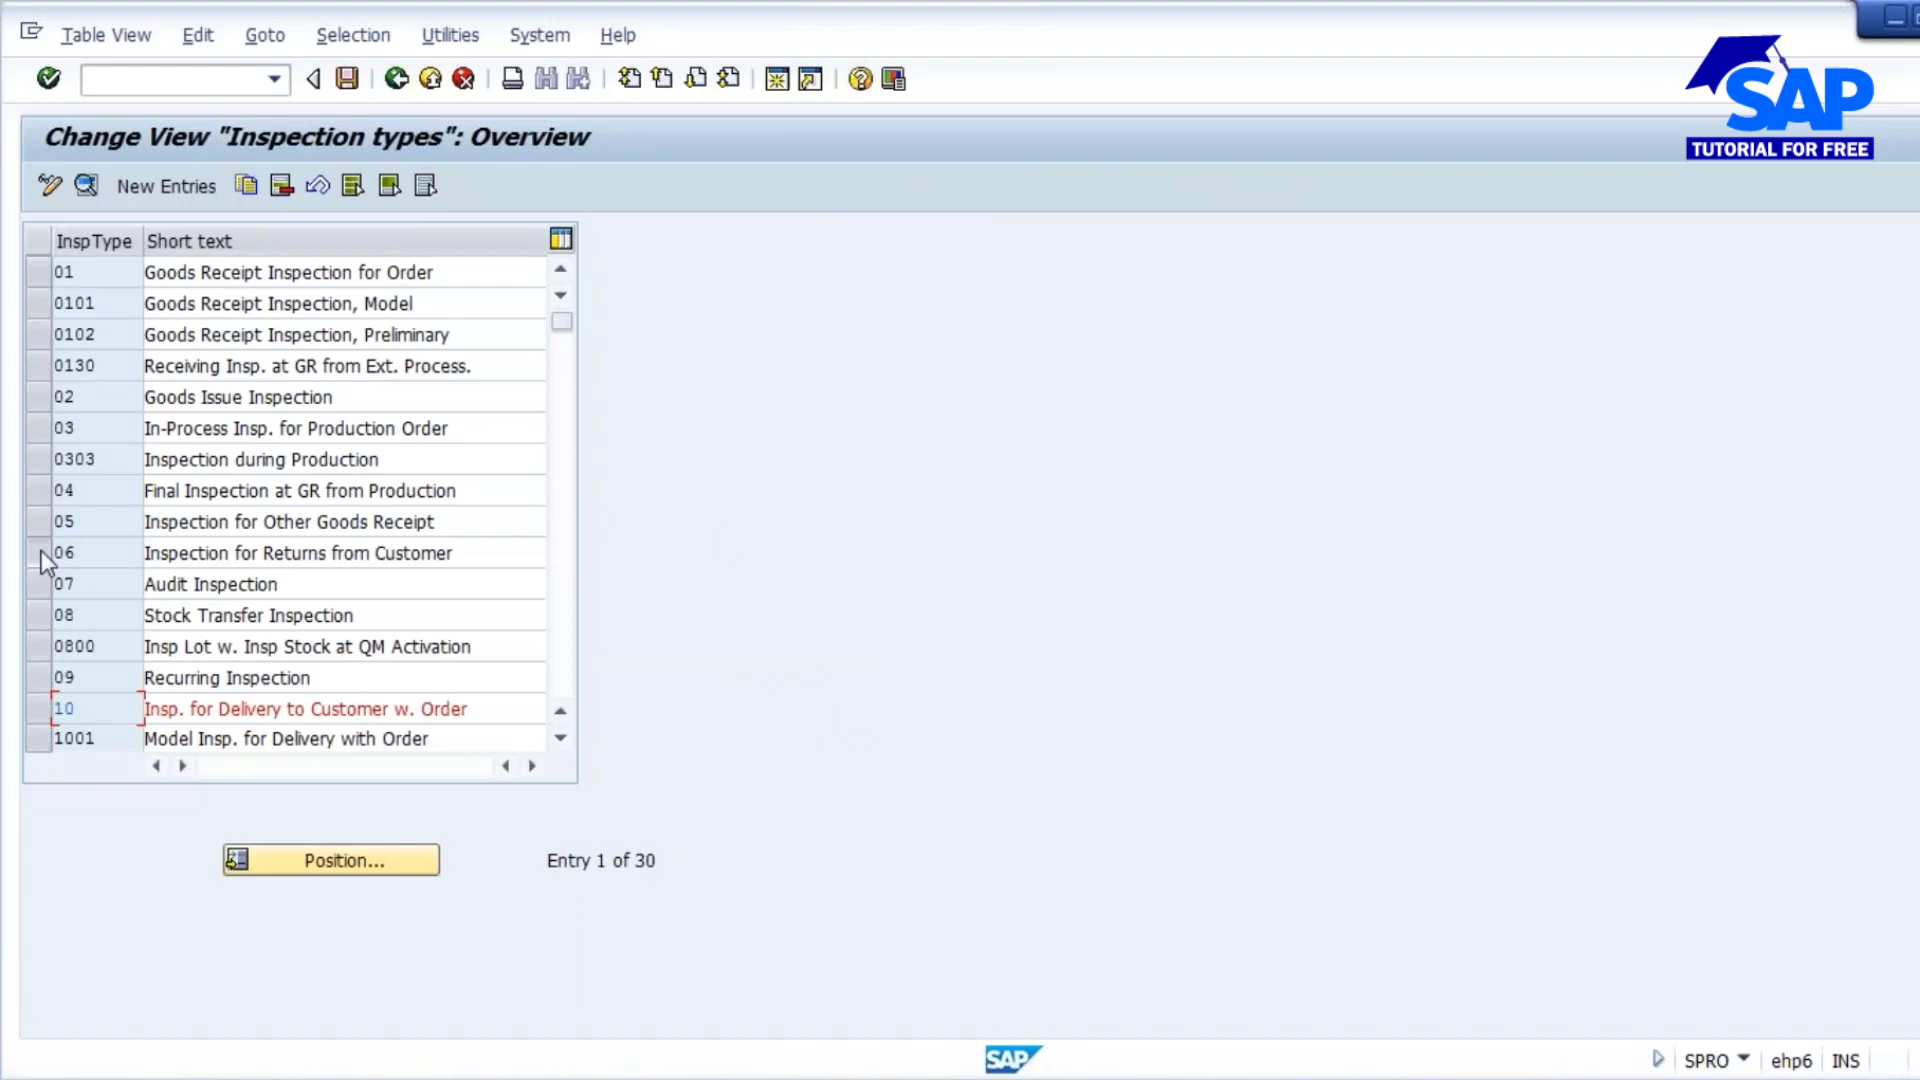 Table View Edit Goto Selection Utilities System Help
SAP
TUTORIAL FOR FREE
Change View "Inspection types": Overview
New Entries
InspType Short text
01 Goods Receipt Inspection for Order
0101 Goods Receipt Inspection, Model
0102 Goods Receipt Inspection, Preliminary
0130 Receiving Insp. at GR from Ext. Process.
02 Goods Issue Inspection
03 In-Process Insp. for Production Order
0303 Inspection during Production
04 Final Inspection at GR from Production
05 Inspection for Other Goods Receipt
06 Inspection for Returns from Customer
07 Audit Inspection
08 Stock Transfer Inspection
0800 Insp Lot w. Insp Stock at QM Activation
09 Recurring Inspection
10 Insp. for Delivery to Customer w. Order
1001 Model Insp. for Delivery with Order
Position... Entry 1 of 30
SAP
SPRO ehp6 INS